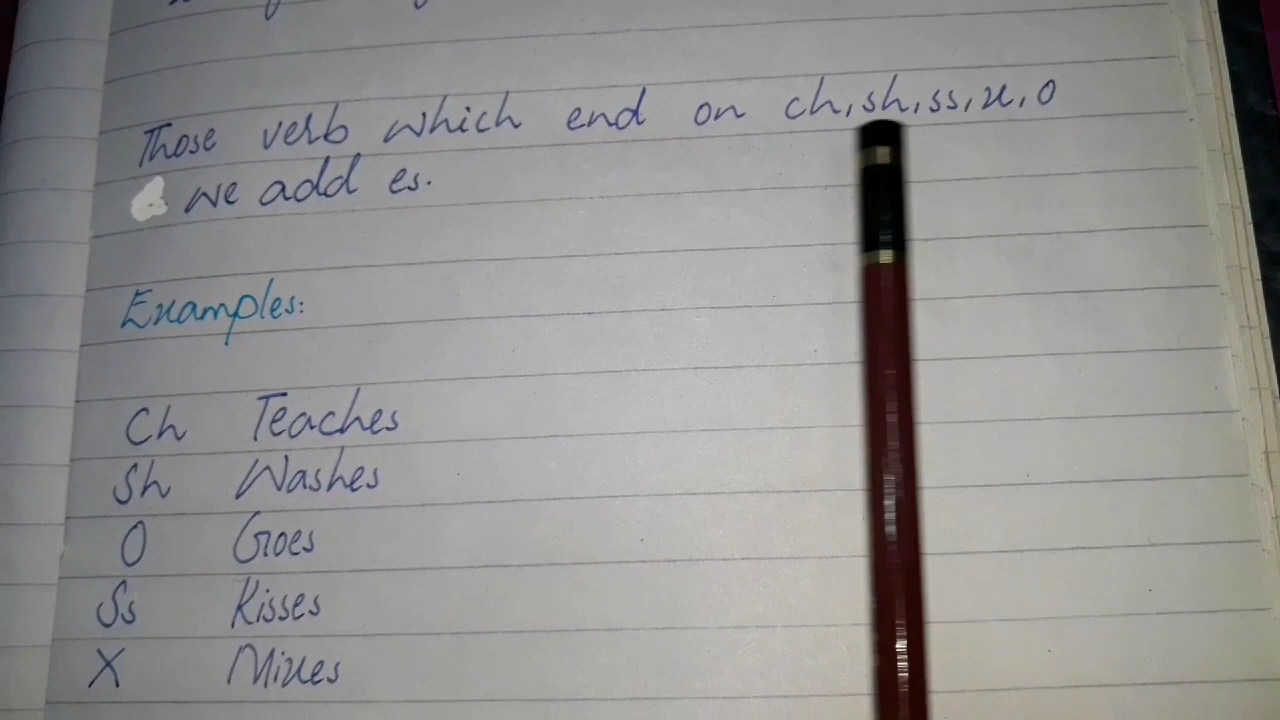 Those verb which end on ch, sh, ss, x, o
we add es.
Examples:
Ch Teaches
Sh Washes
O Goes
Ss Kisses
X Mixes